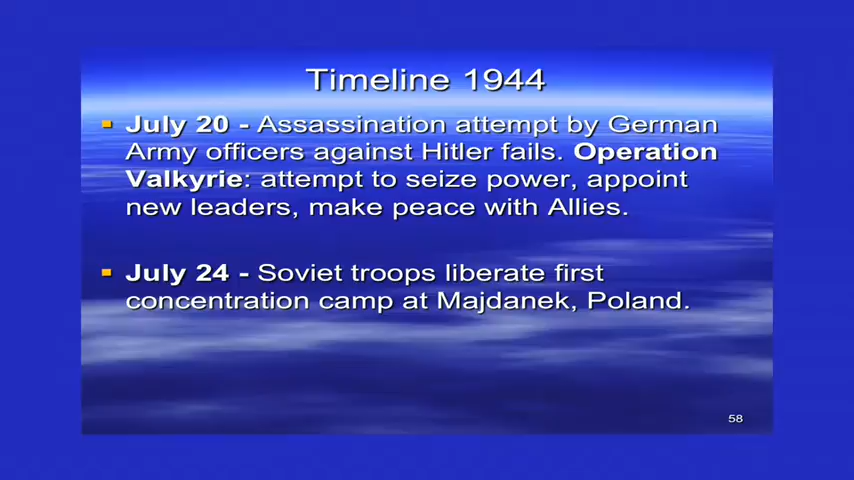 Timeline 1944
July 20 - Assassination attempt by German
Army officers against Hitler fails. Operation
Valkyrie: attempt to seize power, appoint
new leaders, make peace with Allies.
July 24 - Soviet troops liberate first
concentration camp at Majdanek, Poland.
58